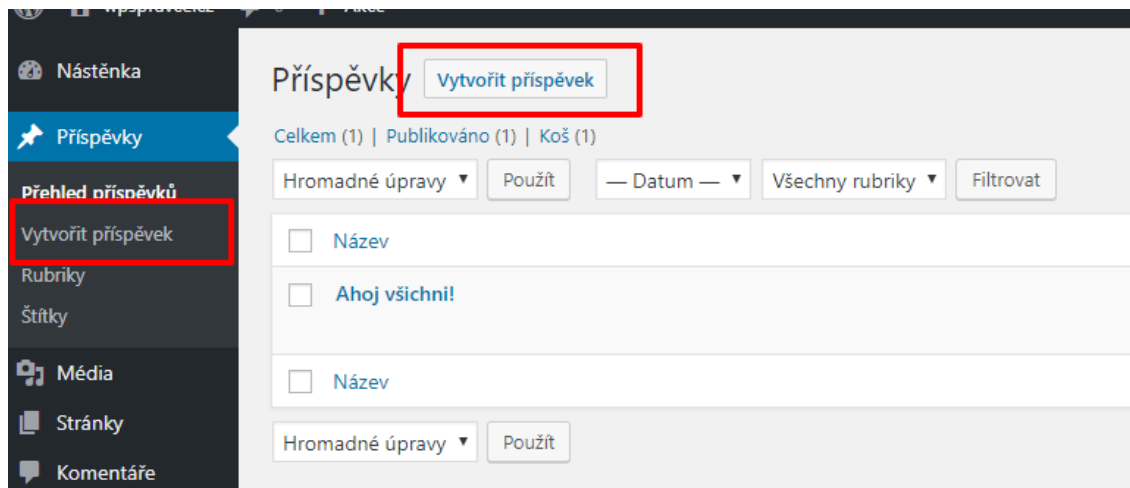 Nástěnka
Příspěvky
Přehled příspěvků
Vytvořit příspěvek
Rubriky
Štítky
Média
Stránky
Komentáře
Příspěvky Vytvořit příspěvek
Celkem (1) | Publikováno (1) | Koš (1)
Hromadné úpravy Použít — Datum — Všechny rubriky Filtrovat
Název
Ahoj všichni!
Název
Hromadné úpravy Použít